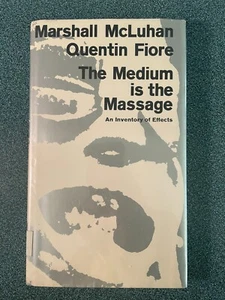 Marshall McLuhan
Quentin Fiore
The Medium
is the
Massage
An Inventory of Effects